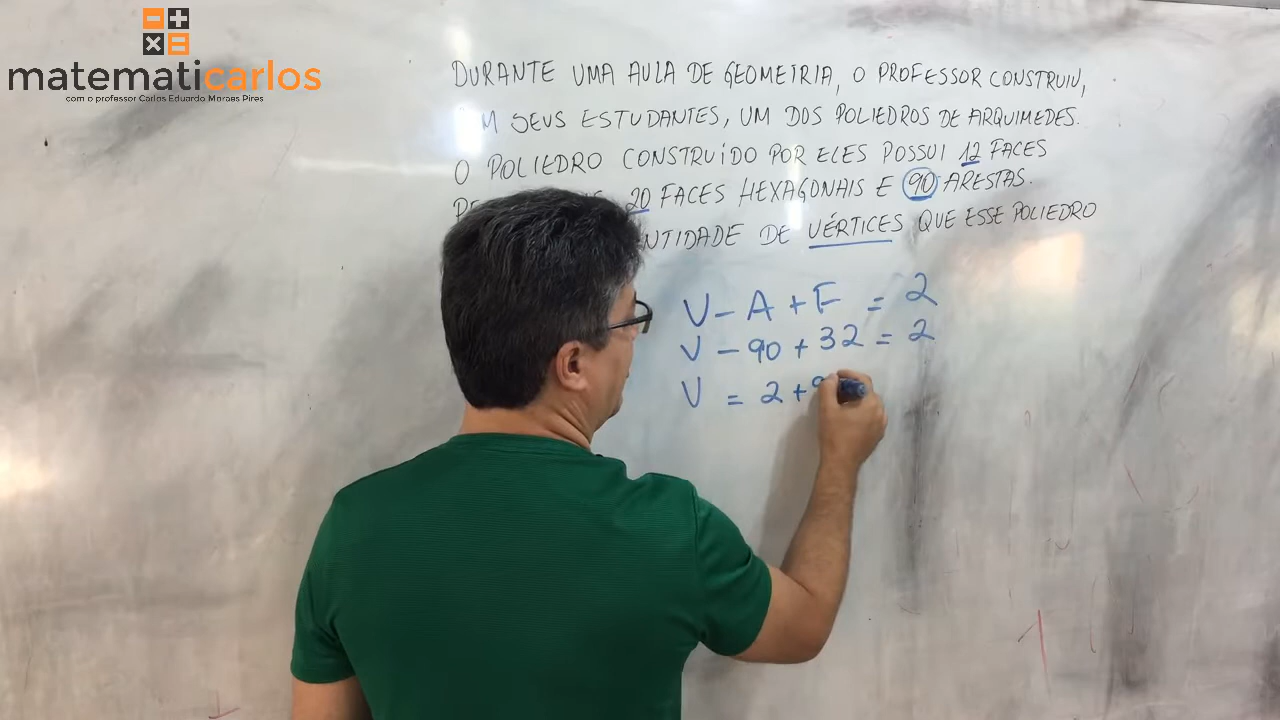 matematicarlos
com o professor Carlos Eduardo Moraes Pires
DURANTE UMA AULA DE GEOMETRIA, O PROFESSOR CONSTRUIU,
M SEUS ESTUDANTES, UM DOS POLIEDROS DE ARQUIMEDES.
O POLIEDRO CONSTRUÍDO POR ELES POSSUI 12 FACES
20 FACES HEXAGONAIS E 90 ARESTAS.
NTIDADE DE VÉRTICES QUE ESSE POLIEDRO
V - A + F = 2
V - 90 + 32 = 2
V = 2 + 9